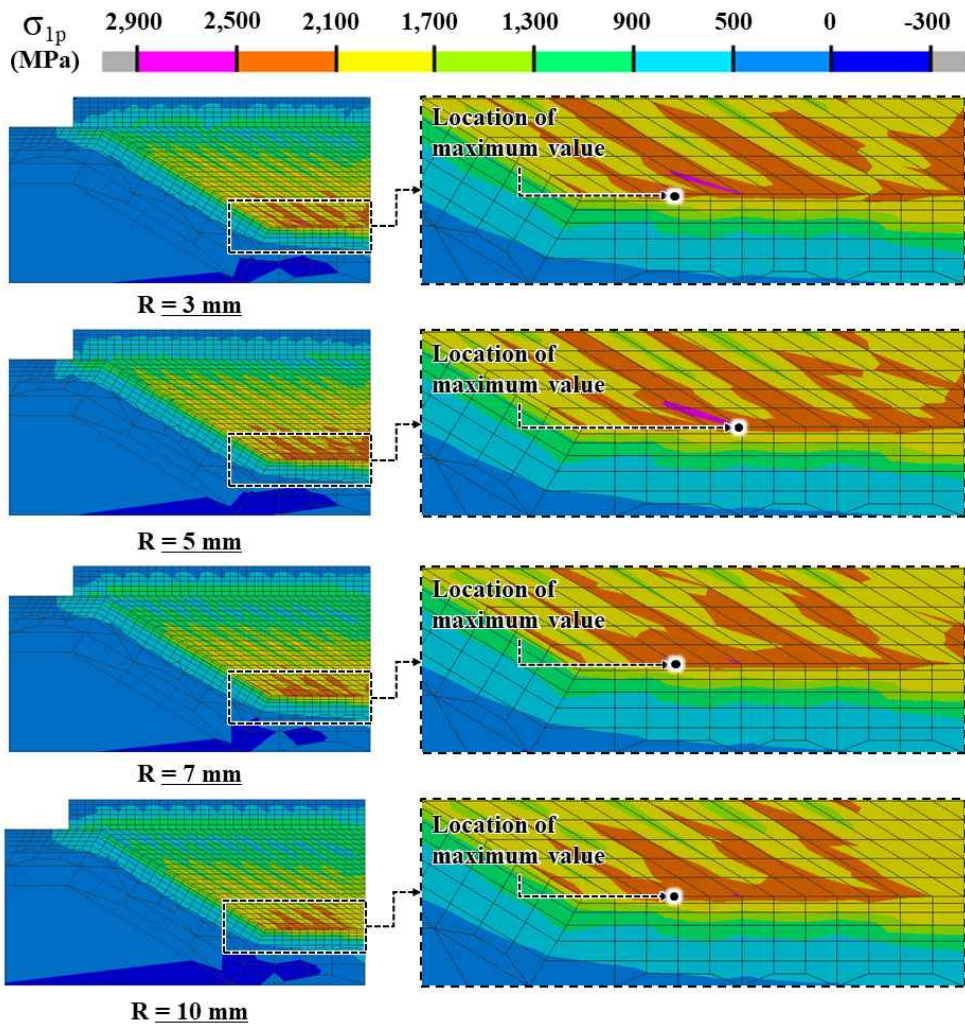 σ1p 2,900 2,500 2,100 1,700 1,300 900 500 0 -300
(MPa)
Location of
maximum value
R = 3 mm
Location of
maximum value
R = 5 mm
Location of
maximum value
R = 7 mm
Location of
maximum value
R = 10 mm